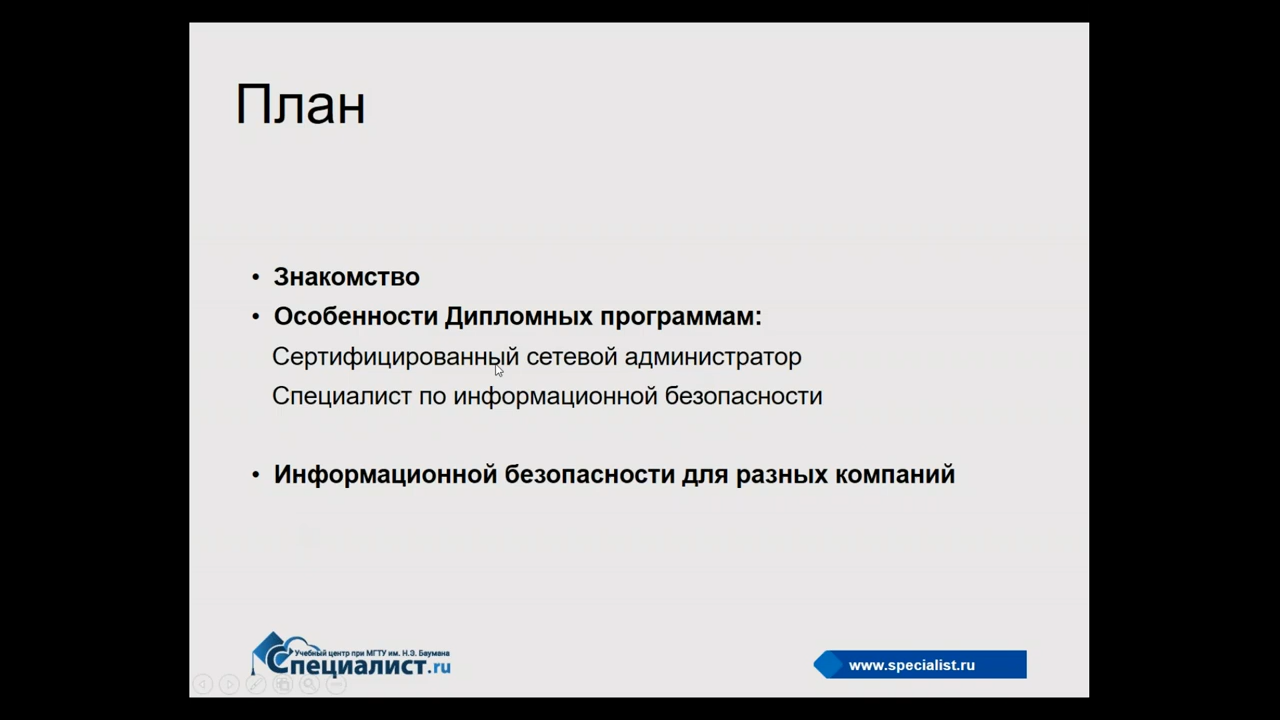 План
• Знакомство
• Особенности Дипломных программам:
Сертифицированный сетевой администратор
Специалист по информационной безопасности
• Информационной безопасности для разных компаний
Учебный центр при МГТУ им. Н.Э. Баумана
Специалист.ru
www.specialist.ru